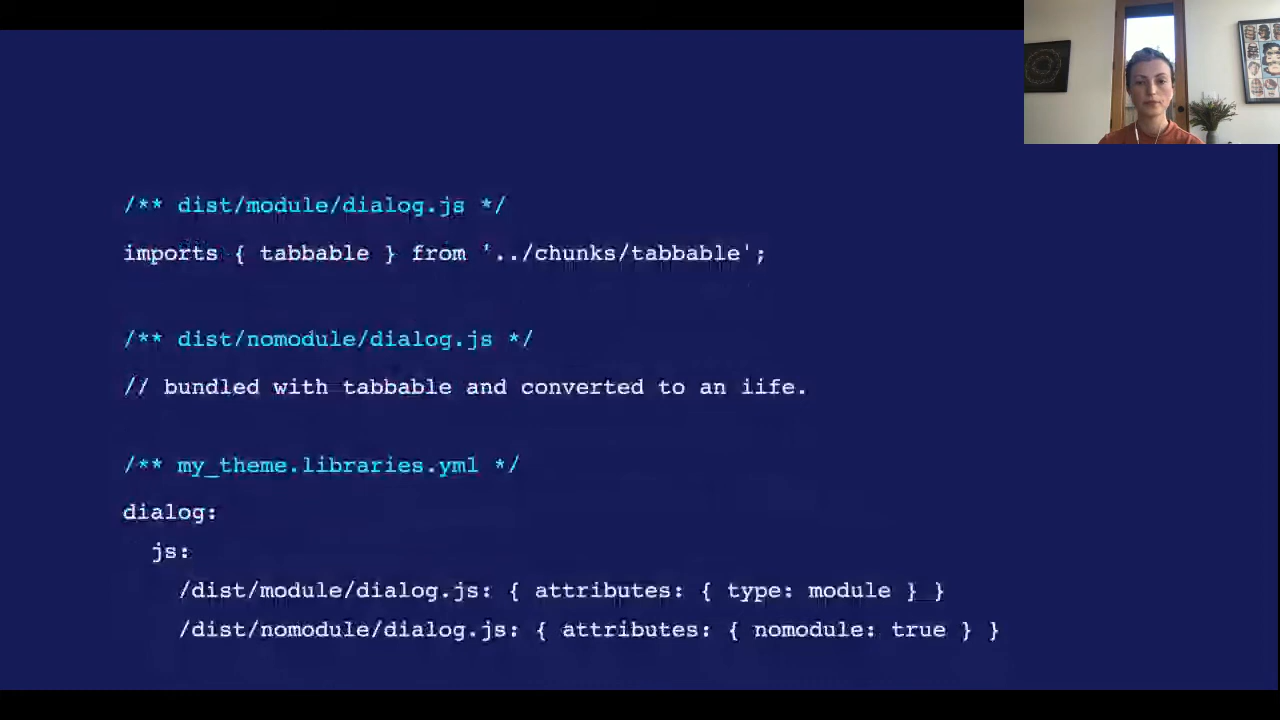 /** dist/module/dialog.js */
imports { tabbable } from '../chunks/tabbable';
/** dist/nomodule/dialog.js */
// bundled with tabbable and converted to an iife.
/** my_theme.libraries.yml */
dialog:
js:
/dist/module/dialog.js: { attributes: { type: module } }
/dist/nomodule/dialog.js: { attributes: { nomodule: true } }